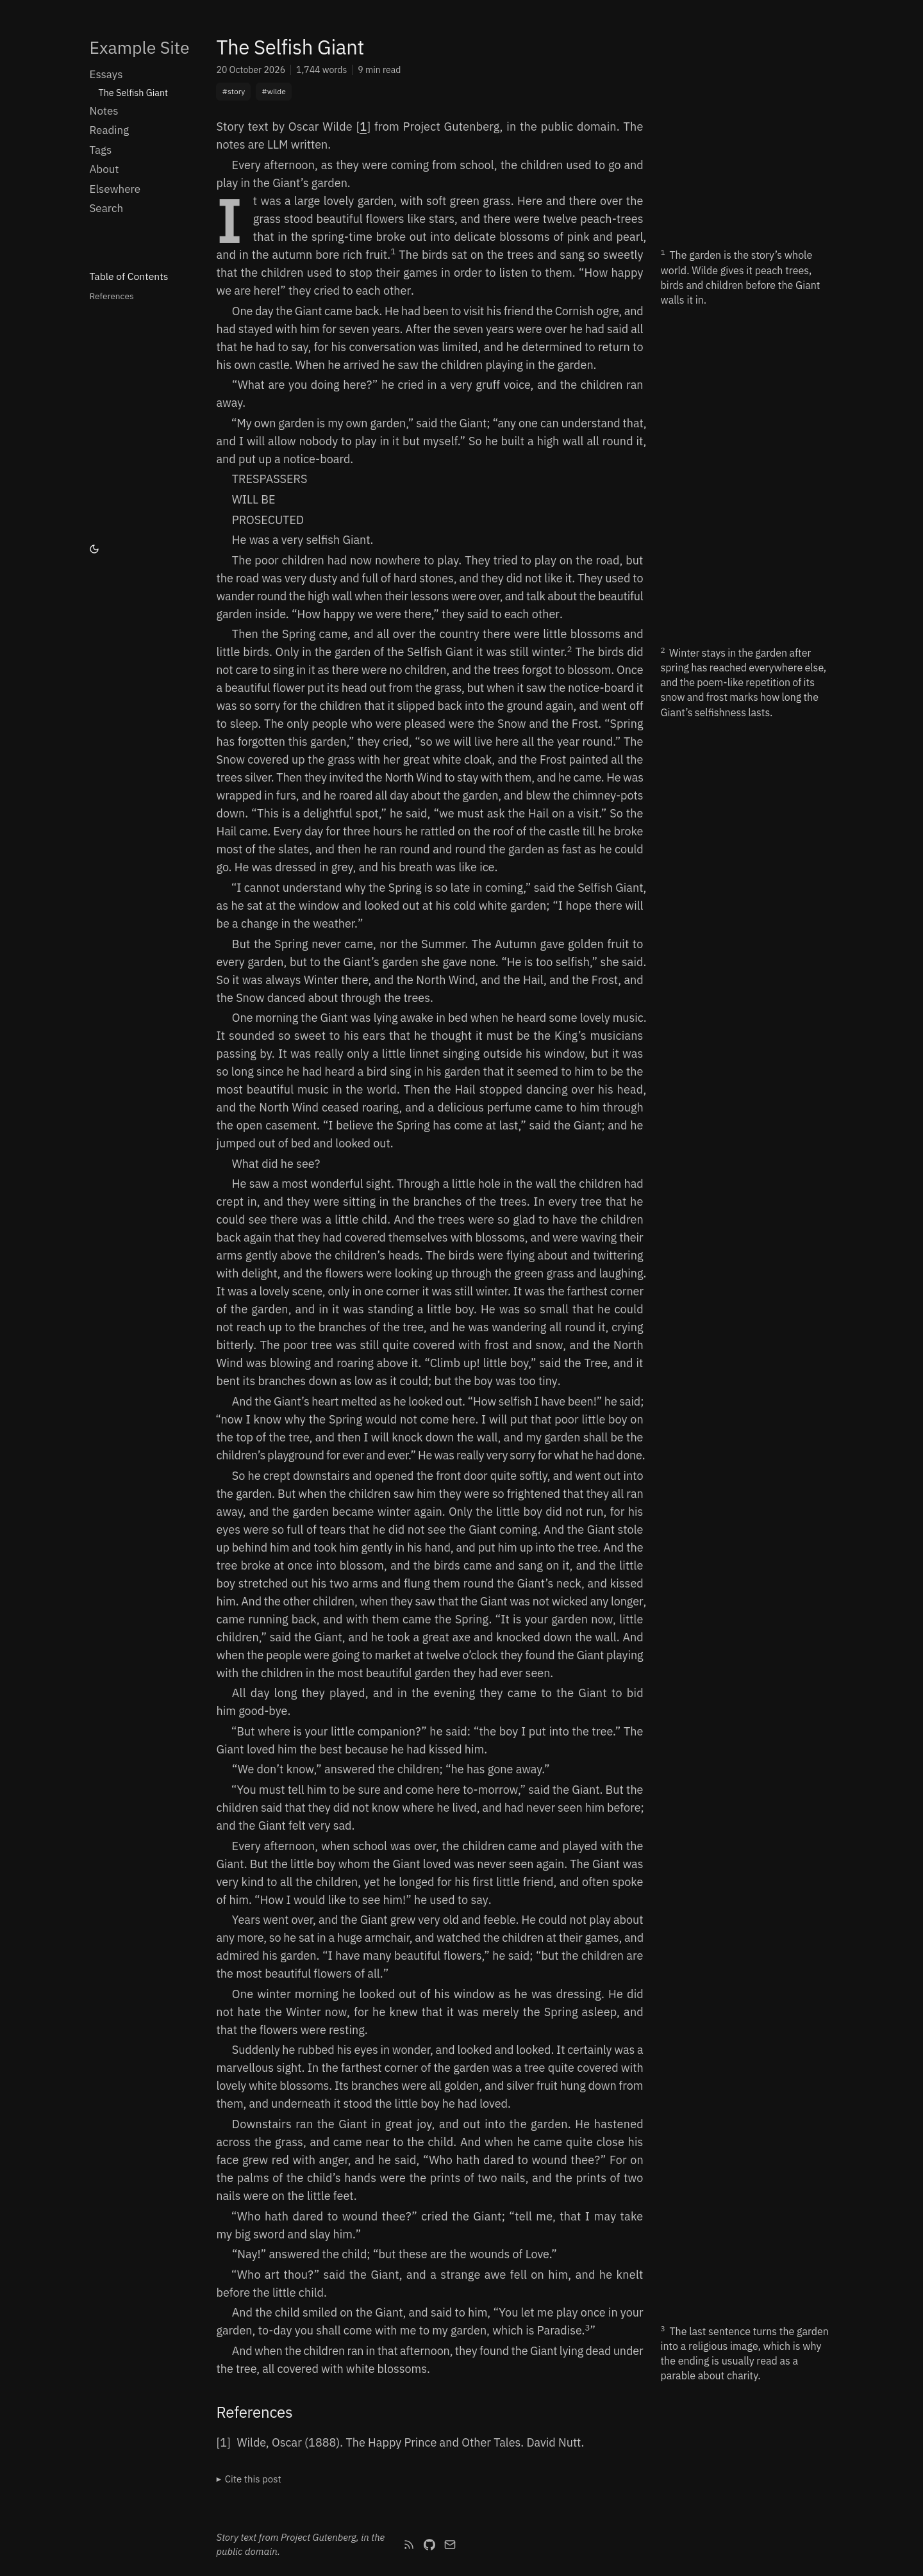 Example Site
Essays
The Selfish Giant
Notes
Reading
Tags
About
Elsewhere
Search
Table of Contents
References
The Selfish Giant
20 October 2026 | 1,744 words | 9 min read
#story #wilde
Story text by Oscar Wilde [1] from Project Gutenberg, in the public domain. The
notes are LLM written.
Every afternoon, as they were coming from school, the children used to go and
play in the Giant’s garden.
It was a large lovely garden, with soft green grass. Here and there over the
grass stood beautiful flowers like stars, and there were twelve peach-trees
that in the spring-time broke out into delicate blossoms of pink and pearl,
and in the autumn bore rich fruit.1 The birds sat on the trees and sang so sweetly
that the children used to stop their games in order to listen to them. “How happy
we are here!” they cried to each other.
1 The garden is the story’s whole
world. Wilde gives it peach trees,
birds and children before the Giant
walls it in.
One day the Giant came back. He had been to visit his friend the Cornish ogre, and
had stayed with him for seven years. After the seven years were over he had said all
that he had to say, for his conversation was limited, and he determined to return to
his own castle. When he arrived he saw the children playing in the garden.
“What are you doing here?” he cried in a very gruff voice, and the children ran
away.
“My own garden is my own garden,” said the Giant; “any one can understand that,
and I will allow nobody to play in it but myself.” So he built a high wall all round it,
and put up a notice-board.
TRESPASSERS
WILL BE
PROSECUTED
He was a very selfish Giant.
The poor children had now nowhere to play. They tried to play on the road, but
the road was very dusty and full of hard stones, and they did not like it. They used to
wander round the high wall when their lessons were over, and talk about the beautiful
garden inside. “How happy we were there,” they said to each other.
Then the Spring came, and all over the country there were little blossoms and
little birds. Only in the garden of the Selfish Giant it was still winter.2 The birds did
not care to sing in it as there were no children, and the trees forgot to blossom. Once
a beautiful flower put its head out from the grass, but when it saw the notice-board it
was so sorry for the children that it slipped back into the ground again, and went off
to sleep. The only people who were pleased were the Snow and the Frost. “Spring
has forgotten this garden,” they cried, “so we will live here all the year round.” The
Snow covered up the grass with her great white cloak, and the Frost painted all the
trees silver. Then they invited the North Wind to stay with them, and he came. He was
wrapped in furs, and he roared all day about the garden, and blew the chimney-pots
down. “This is a delightful spot,” he said, “we must ask the Hail on a visit.” So the
Hail came. Every day for three hours he rattled on the roof of the castle till he broke
most of the slates, and then he ran round and round the garden as fast as he could
go. He was dressed in grey, and his breath was like ice.
2 Winter stays in the garden after
spring has reached everywhere else,
and the poem-like repetition of its
snow and frost marks how long the
Giant’s selfishness lasts.
“I cannot understand why the Spring is so late in coming,” said the Selfish Giant,
as he sat at the window and looked out at his cold white garden; “I hope there will
be a change in the weather.”
But the Spring never came, nor the Summer. The Autumn gave golden fruit to
every garden, but to the Giant’s garden she gave none. “He is too selfish,” she said.
So it was always Winter there, and the North Wind, and the Hail, and the Frost, and
the Snow danced about through the trees.
One morning the Giant was lying awake in bed when he heard some lovely music.
It sounded so sweet to his ears that he thought it must be the King’s musicians
passing by. It was really only a little linnet singing outside his window, but it was
so long since he had heard a bird sing in his garden that it seemed to him to be the
most beautiful music in the world. Then the Hail stopped dancing over his head,
and the North Wind ceased roaring, and a delicious perfume came to him through
the open casement. “I believe the Spring has come at last,” said the Giant; and he
jumped out of bed and looked out.
What did he see?
He saw a most wonderful sight. Through a little hole in the wall the children had
crept in, and they were sitting in the branches of the trees. In every tree that he
could see there was a little child. And the trees were so glad to have the children
back again that they had covered themselves with blossoms, and were waving their
arms gently above the children’s heads. The birds were flying about and twittering
with delight, and the flowers were looking up through the green grass and laughing.
It was a lovely scene, only in one corner it was still winter. It was the farthest corner
of the garden, and in it was standing a little boy. He was so small that he could
not reach up to the branches of the tree, and he was wandering all round it, crying
bitterly. The poor tree was still quite covered with frost and snow, and the North
Wind was blowing and roaring above it. “Climb up! little boy,” said the Tree, and it
bent its branches down as low as it could; but the boy was too tiny.
And the Giant’s heart melted as he looked out. “How selfish I have been!” he said;
“now I know why the Spring would not come here. I will put that poor little boy on
the top of the tree, and then I will knock down the wall, and my garden shall be the
children’s playground for ever and ever.” He was really very sorry for what he had done.
So he crept downstairs and opened the front door quite softly, and went out into
the garden. But when the children saw him they were so frightened that they all ran
away, and the garden became winter again. Only the little boy did not run, for his
eyes were so full of tears that he did not see the Giant coming. And the Giant stole
up behind him and took him gently in his hand, and put him up into the tree. And the
tree broke at once into blossom, and the birds came and sang on it, and the little
boy stretched out his two arms and flung them round the Giant’s neck, and kissed
him. And the other children, when they saw that the Giant was not wicked any longer,
came running back, and with them came the Spring. “It is your garden now, little
children,” said the Giant, and he took a great axe and knocked down the wall. And
when the people were going to market at twelve o’clock they found the Giant playing
with the children in the most beautiful garden they had ever seen.
All day long they played, and in the evening they came to the Giant to bid
him good-bye.
“But where is your little companion?” he said: “the boy I put into the tree.” The
Giant loved him the best because he had kissed him.
“We don’t know,” answered the children; “he has gone away.”
“You must tell him to be sure and come here to-morrow,” said the Giant. But the
children said that they did not know where he lived, and had never seen him before;
and the Giant felt very sad.
Every afternoon, when school was over, the children came and played with the
Giant. But the little boy whom the Giant loved was never seen again. The Giant was
very kind to all the children, yet he longed for his first little friend, and often spoke
of him. “How I would like to see him!” he used to say.
Years went over, and the Giant grew very old and feeble. He could not play about
any more, so he sat in a huge armchair, and watched the children at their games, and
admired his garden. “I have many beautiful flowers,” he said; “but the children are
the most beautiful flowers of all.”
One winter morning he looked out of his window as he was dressing. He did
not hate the Winter now, for he knew that it was merely the Spring asleep, and
that the flowers were resting.
Suddenly he rubbed his eyes in wonder, and looked and looked. It certainly was a
marvellous sight. In the farthest corner of the garden was a tree quite covered with
lovely white blossoms. Its branches were all golden, and silver fruit hung down from
them, and underneath it stood the little boy he had loved.
Downstairs ran the Giant in great joy, and out into the garden. He hastened
across the grass, and came near to the child. And when he came quite close his
face grew red with anger, and he said, “Who hath dared to wound thee?” For on
the palms of the child’s hands were the prints of two nails, and the prints of two
nails were on the little feet.
“Who hath dared to wound thee?” cried the Giant; “tell me, that I may take
my big sword and slay him.”
“Nay!” answered the child; “but these are the wounds of Love.”
“Who art thou?” said the Giant, and a strange awe fell on him, and he knelt
before the little child.
And the child smiled on the Giant, and said to him, “You let me play once in your
garden, to-day you shall come with me to my garden, which is Paradise.3”
3 The last sentence turns the garden
into a religious image, which is why
the ending is usually read as a
parable about charity.
And when the children ran in that afternoon, they found the Giant lying dead under
the tree, all covered with white blossoms.
References
[1] Wilde, Oscar (1888). The Happy Prince and Other Tales. David Nutt.
▸ Cite this post
Story text from Project Gutenberg, in the
public domain.